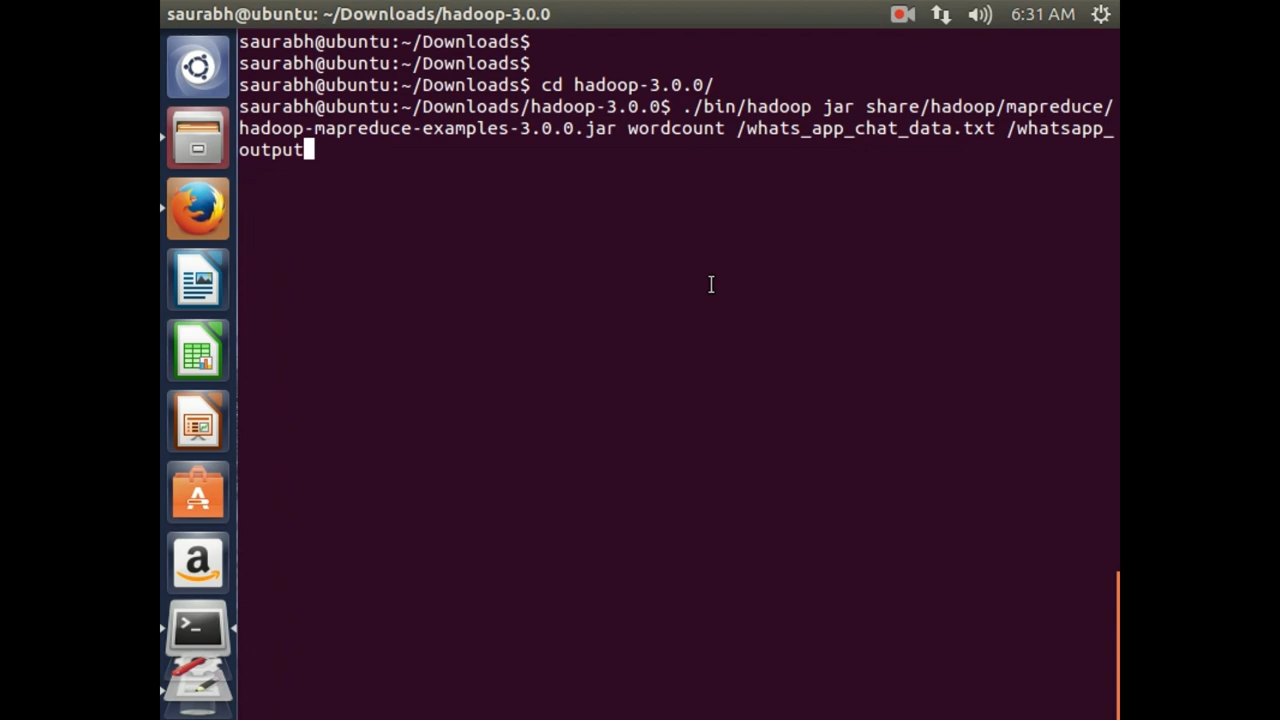 saurabh@ubuntu: ~/Downloads/hadoop-3.0.0
6:31 AM
saurabh@ubuntu:~/Downloads$
saurabh@ubuntu:~/Downloads$
saurabh@ubuntu:~/Downloads$ cd hadoop-3.0.0/
saurabh@ubuntu:~/Downloads/hadoop-3.0.0$ ./bin/hadoop jar share/hadoop/mapreduce/
hadoop-mapreduce-examples-3.0.0.jar wordcount /whats_app_chat_data.txt /whatsapp_
output